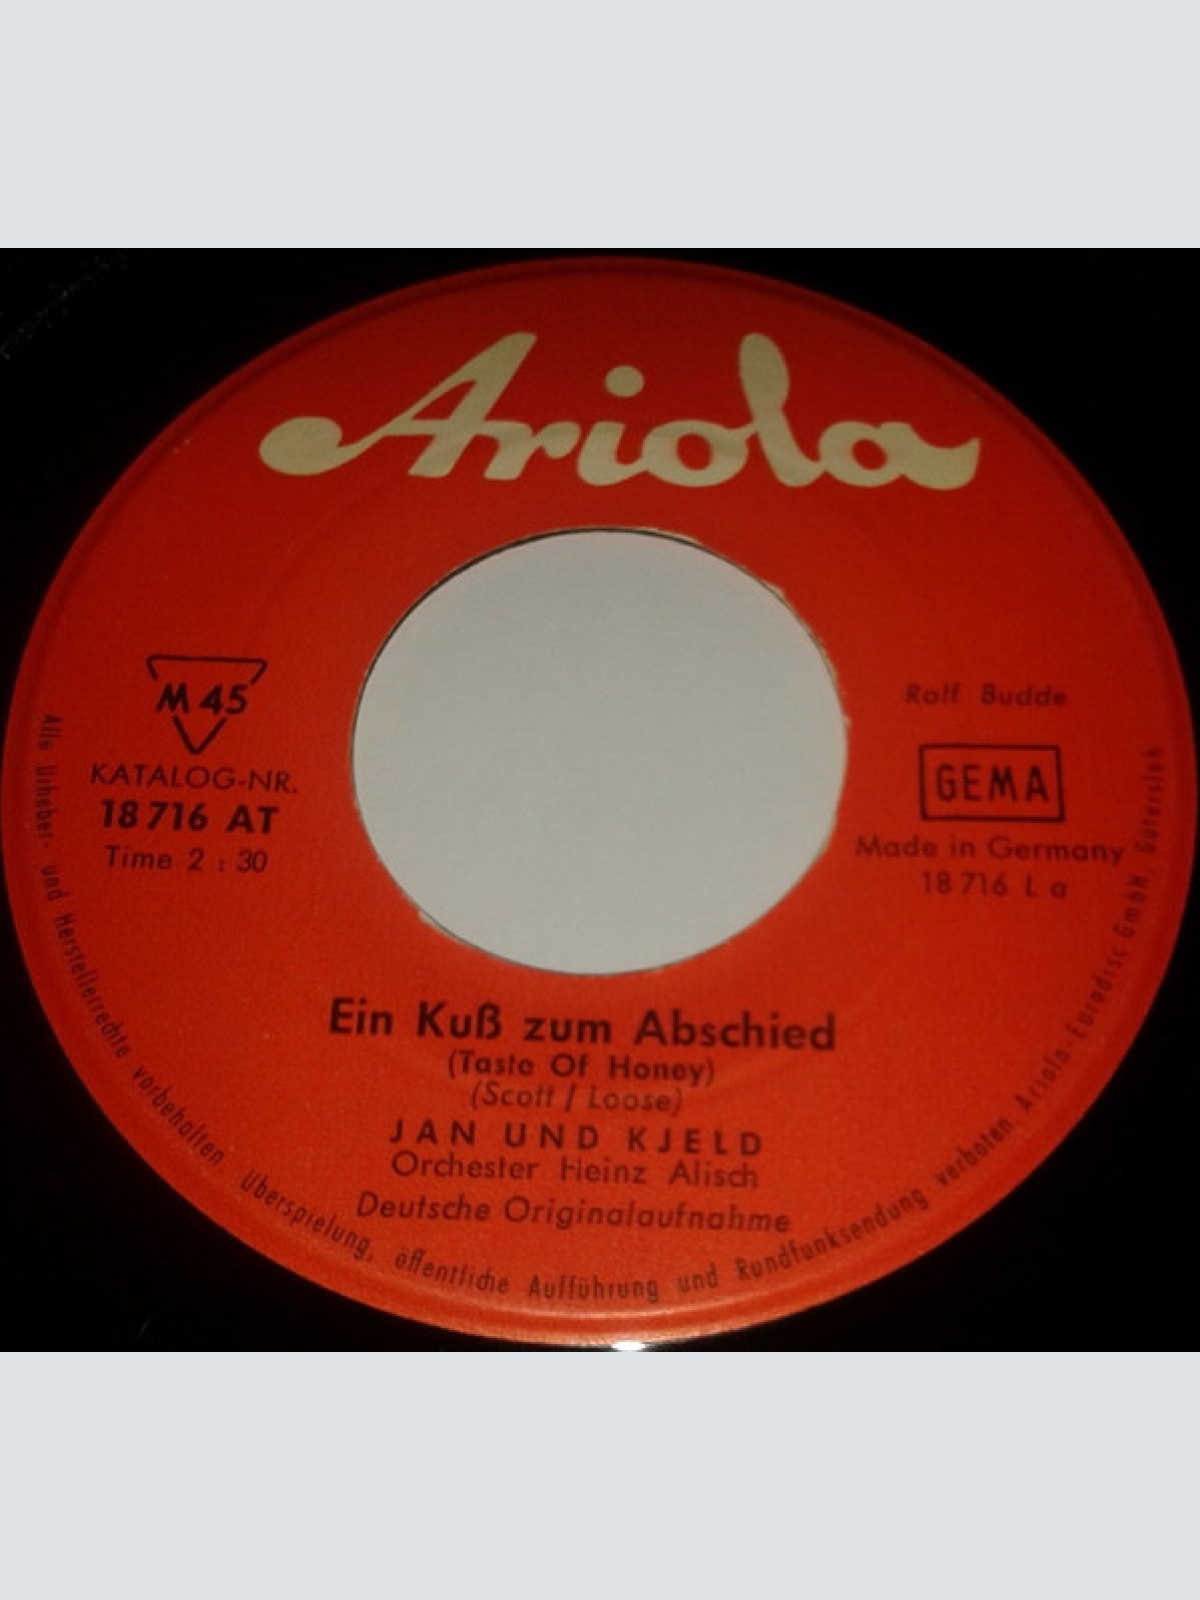 Ariola
M 45
KATALOG-NR.
18 716 AT
Time 2 : 30
Rolf Budde
GEMA
Made in Germany
18 716 L a
Ein Kuß zum Abschied
(Taste Of Honey)
(Scott / Loose)
JAN UND KJELD
Orchester Heinz Alisch
Deutsche Originalaufnahme
Alle Urheber- und Herstellerrechte vorbehalten. Überspielung, öffentliche Aufführung und Rundfunksendung verboten. Ariola-Eurodisc GmbH, Gütersloh